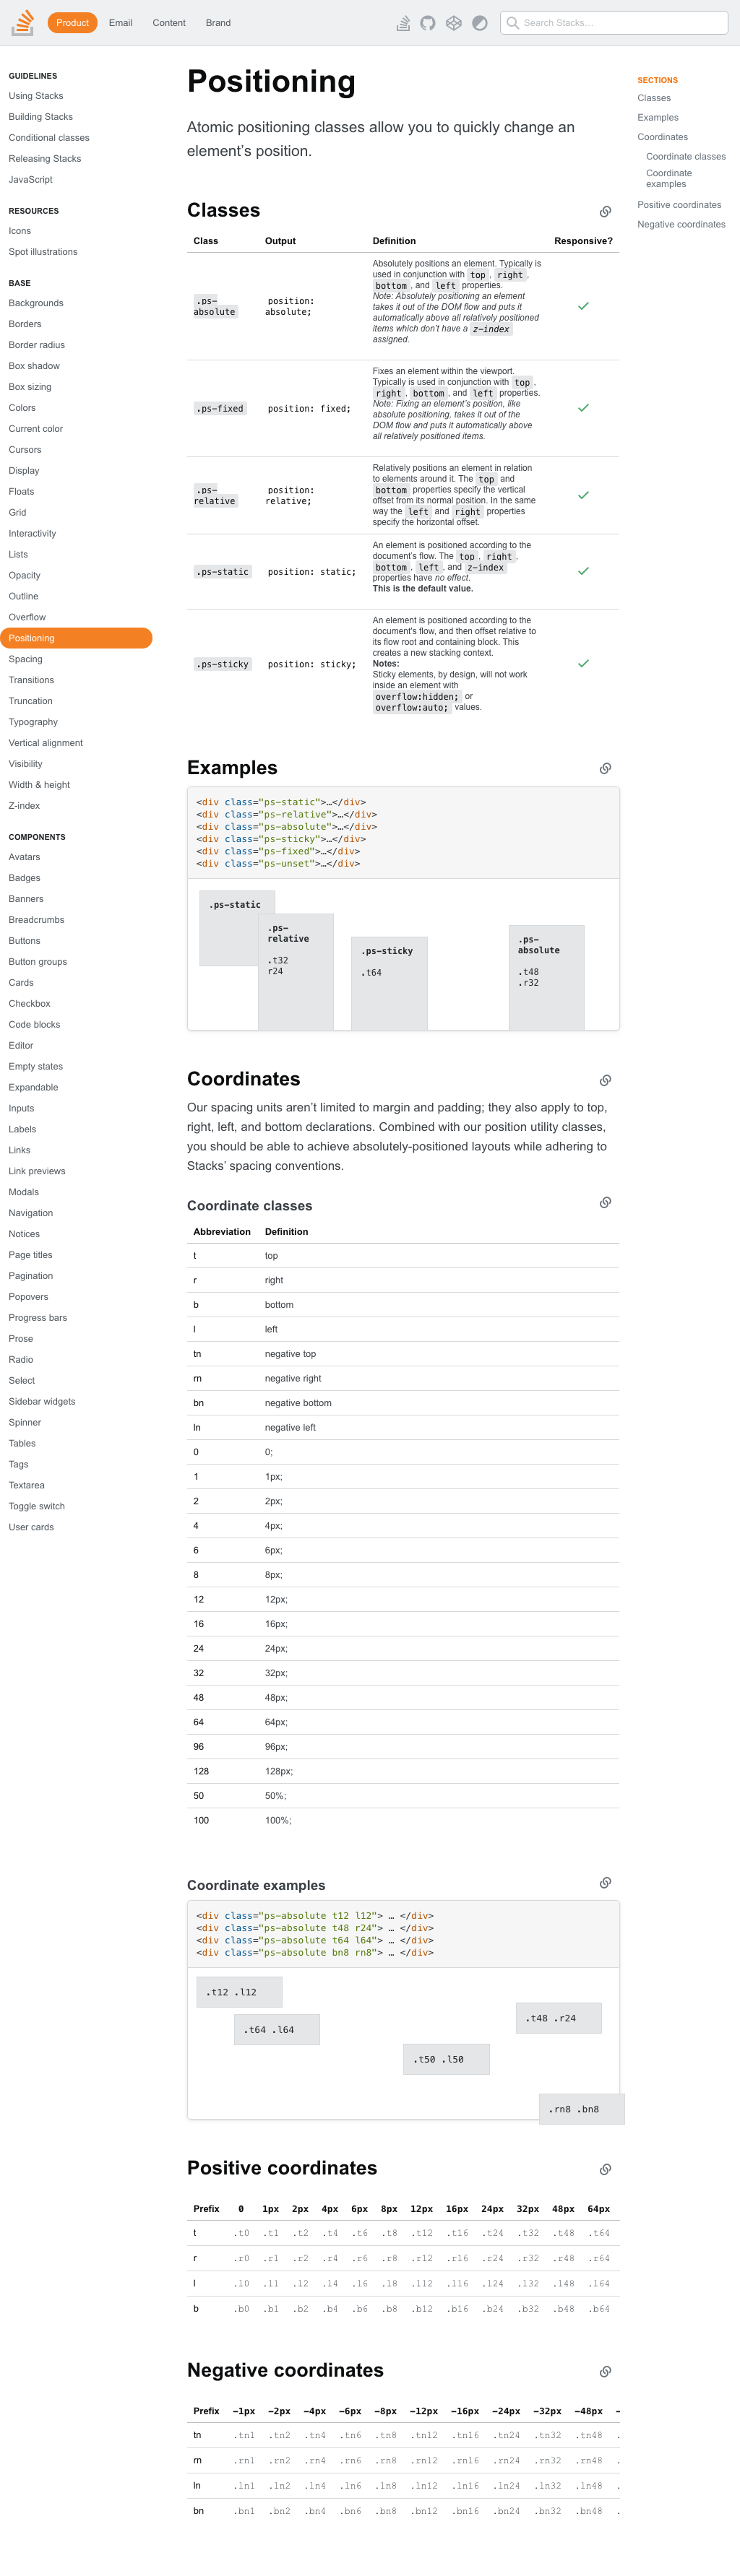 Product Email Content Brand Search Stacks…
GUIDELINES
Using Stacks
Building Stacks
Conditional classes
Releasing Stacks
JavaScript
RESOURCES
Icons
Spot illustrations
BASE
Backgrounds
Borders
Border radius
Box shadow
Box sizing
Colors
Current color
Cursors
Display
Floats
Grid
Interactivity
Lists
Opacity
Outline
Overflow
Positioning
Spacing
Transitions
Truncation
Typography
Vertical alignment
Visibility
Width & height
Z-index
COMPONENTS
Avatars
Badges
Banners
Breadcrumbs
Buttons
Button groups
Cards
Checkbox
Code blocks
Editor
Empty states
Expandable
Inputs
Labels
Links
Link previews
Modals
Navigation
Notices
Page titles
Pagination
Popovers
Progress bars
Prose
Radio
Select
Sidebar widgets
Spinner
Tables
Tags
Textarea
Toggle switch
User cards
Positioning
Atomic positioning classes allow you to quickly change an
element’s position.
Classes
Class Output Definition Responsive?
.ps-
absolute
position:
absolute;
Absolutely positions an element. Typically is
used in conjunction with top, right,
bottom, and left properties.
Note: Absolutely positioning an element
takes it out of the DOM flow and puts it
automatically above all relatively positioned
items which don’t have a z-index
assigned.
.ps-fixed position: fixed;
Fixes an element within the viewport.
Typically is used in conjunction with top,
right, bottom, and left properties.
Note: Fixing an element’s position, like
absolute positioning, takes it out of the
DOM flow and puts it automatically above
all relatively positioned items.
.ps-
relative
position:
relative;
Relatively positions an element in relation
to elements around it. The top and
bottom properties specify the vertical
offset from its normal position. In the same
way the left and right properties
specify the horizontal offset.
.ps-static position: static;
An element is positioned according to the
document’s flow. The top, right,
bottom, left, and z-index
properties have no effect.
This is the default value.
.ps-sticky position: sticky;
An element is positioned according to the
document’s flow, and then offset relative to
its flow root and containing block. This
creates a new stacking context.
Notes:
Sticky elements, by design, will not work
inside an element with
overflow:hidden; or
overflow:auto; values.
Examples
<div class="ps-static">…</div>
<div class="ps-relative">…</div>
<div class="ps-absolute">…</div>
<div class="ps-sticky">…</div>
<div class="ps-fixed">…</div>
<div class="ps-unset">…</div>
.ps-static
.ps-
relative
.t32
r24
.ps-sticky
.t64
.ps-
absolute
.t48
.r32
Coordinates
Our spacing units aren’t limited to margin and padding; they also apply to top,
right, left, and bottom declarations. Combined with our position utility classes,
you should be able to achieve absolutely-positioned layouts while adhering to
Stacks’ spacing conventions.
Coordinate classes
Abbreviation Definition
t top
r right
b bottom
l left
tn negative top
rn negative right
bn negative bottom
ln negative left
0 0;
1 1px;
2 2px;
4 4px;
6 6px;
8 8px;
12 12px;
16 16px;
24 24px;
32 32px;
48 48px;
64 64px;
96 96px;
128 128px;
50 50%;
100 100%;
Coordinate examples
<div class="ps-absolute t12 l12"> … </div>
<div class="ps-absolute t48 r24"> … </div>
<div class="ps-absolute t64 l64"> … </div>
<div class="ps-absolute bn8 rn8"> … </div>
.t12 .l12
.t48 .r24
.t64 .l64
.t50 .l50
.rn8 .bn8
Positive coordinates
Prefix 0 1px 2px 4px 6px 8px 12px 16px 24px 32px 48px 64px
t .t0 .t1 .t2 .t4 .t6 .t8 .t12 .t16 .t24 .t32 .t48 .t64
r .r0 .r1 .r2 .r4 .r6 .r8 .r12 .r16 .r24 .r32 .r48 .r64
l .l0 .l1 .l2 .l4 .l6 .l8 .l12 .l16 .l24 .l32 .l48 .l64
b .b0 .b1 .b2 .b4 .b6 .b8 .b12 .b16 .b24 .b32 .b48 .b64
Negative coordinates
Prefix -1px -2px -4px -6px -8px -12px -16px -24px -32px -48px -
tn .tn1 .tn2 .tn4 .tn6 .tn8 .tn12 .tn16 .tn24 .tn32 .tn48 .
rn .rn1 .rn2 .rn4 .rn6 .rn8 .rn12 .rn16 .rn24 .rn32 .rn48 .
ln .ln1 .ln2 .ln4 .ln6 .ln8 .ln12 .ln16 .ln24 .ln32 .ln48 .
bn .bn1 .bn2 .bn4 .bn6 .bn8 .bn12 .bn16 .bn24 .bn32 .bn48 .
SECTIONS
Classes
Examples
Coordinates
Coordinate classes
Coordinate
examples
Positive coordinates
Negative coordinates